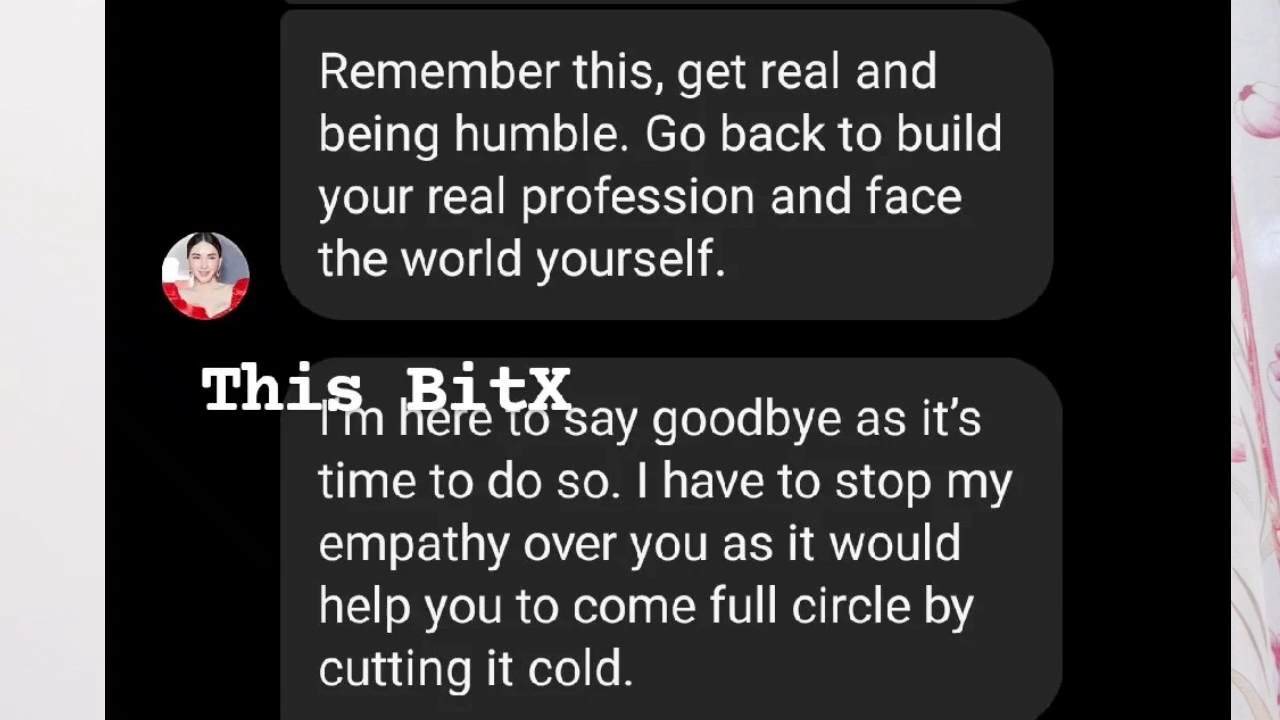 Remember this, get real and
being humble. Go back to build
your real profession and face
the world yourself.
This BitX
I'm here to say goodbye as it's
time to do so. I have to stop my
empathy over you as it would
help you to come full circle by
cutting it cold.